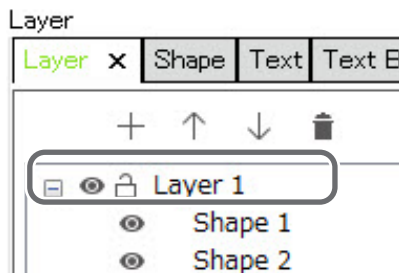 Layer
Layer × Shape Text Text B
Layer 1
Shape 1
Shape 2